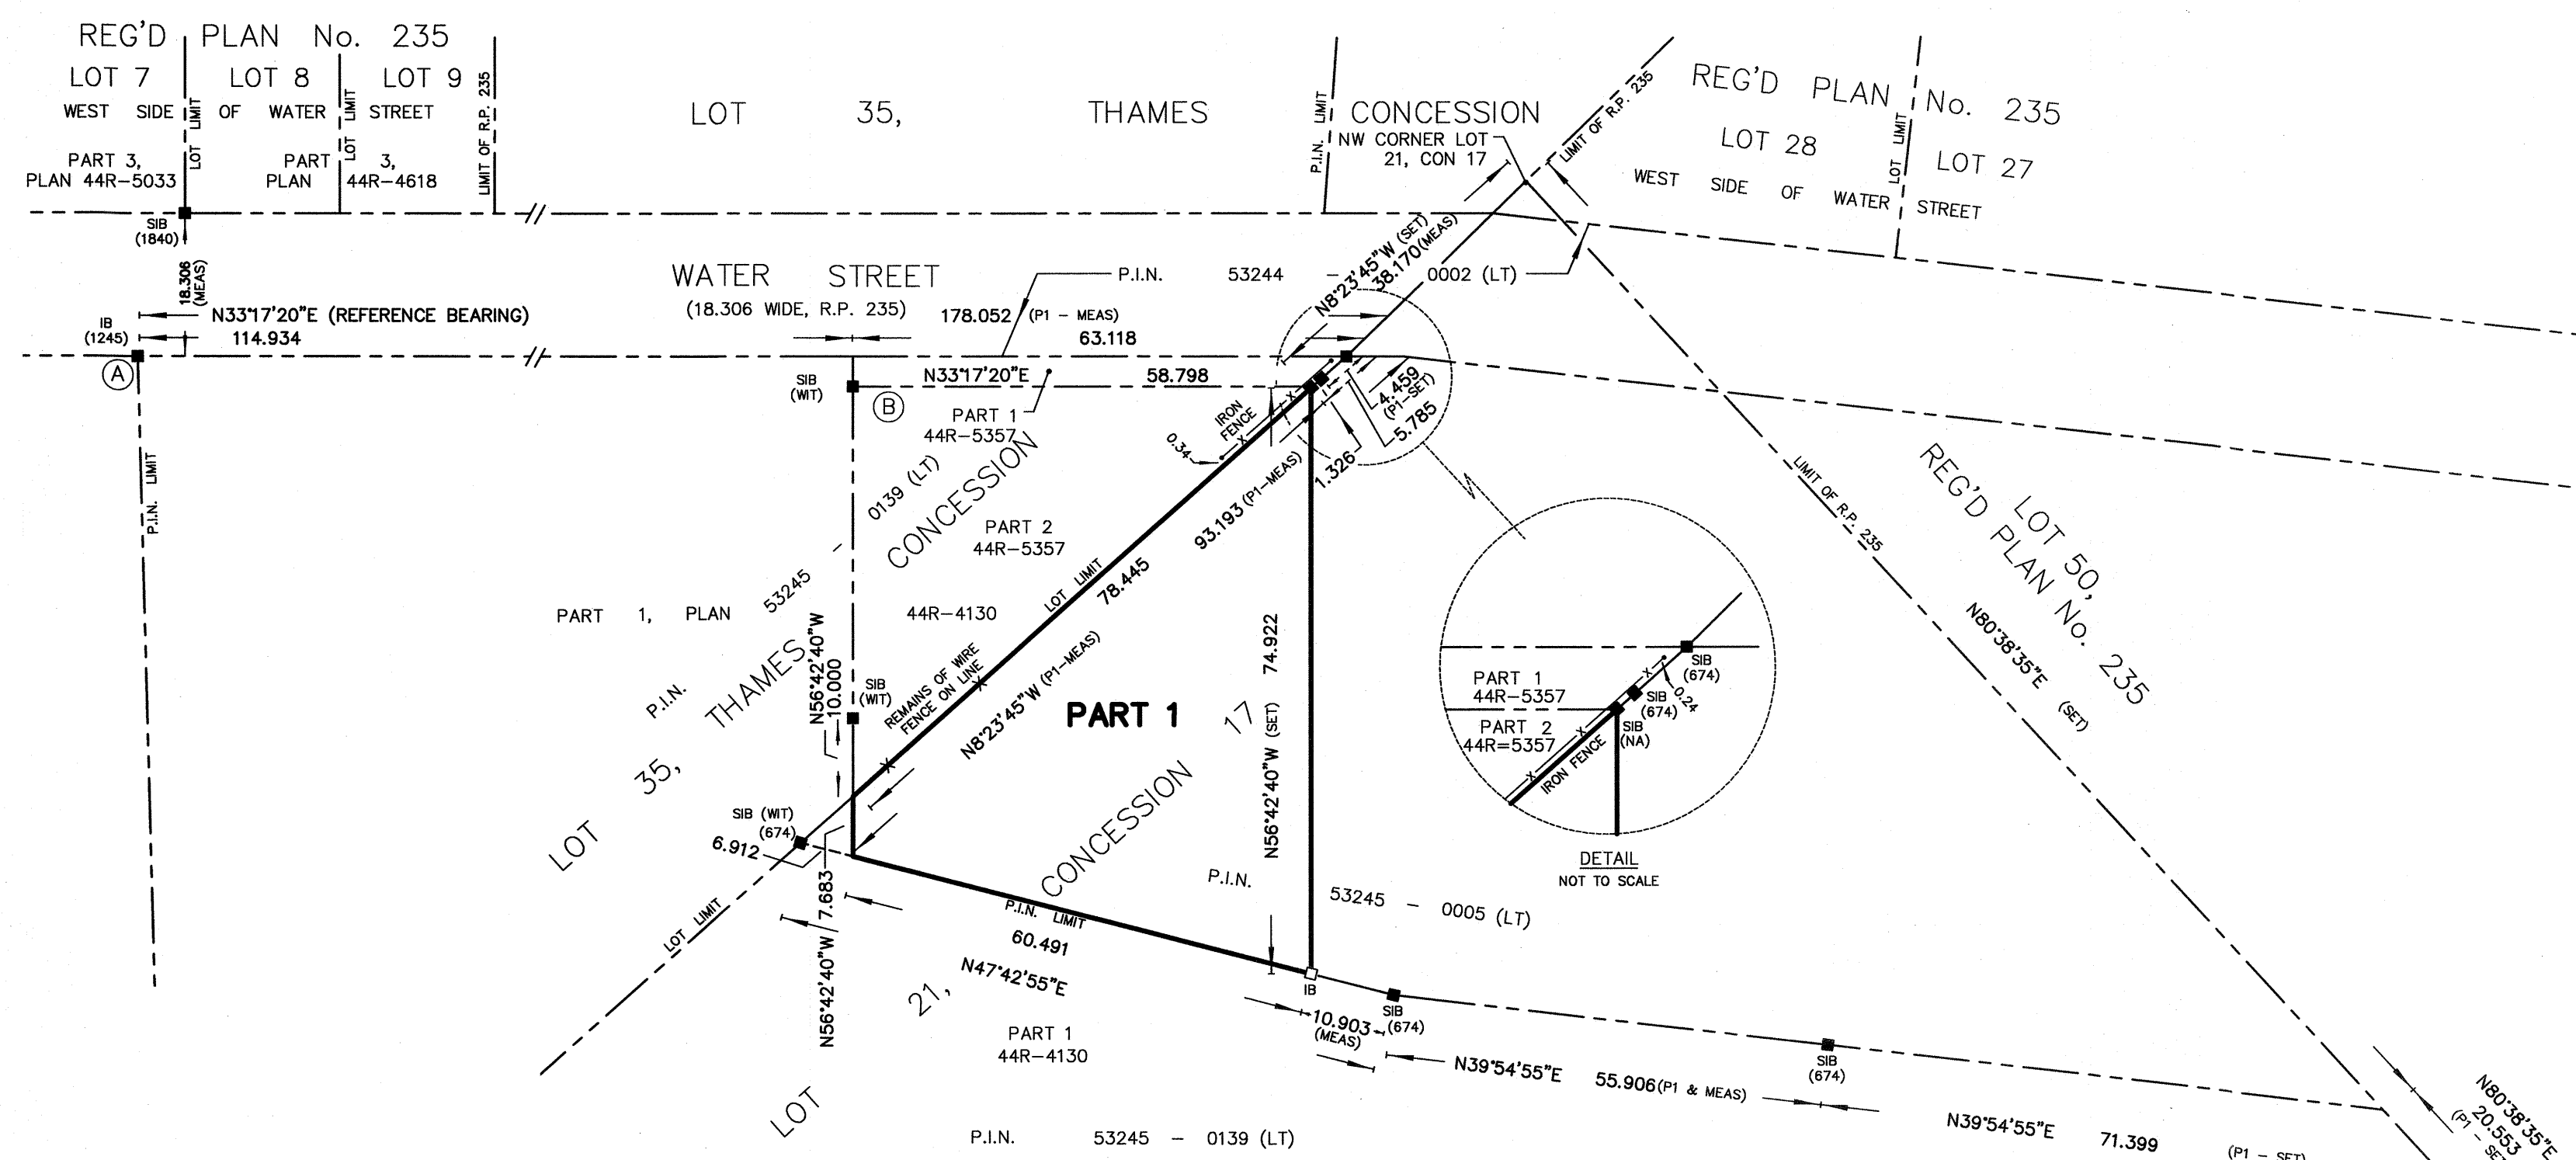 REG'D PLAN No. 235
LOT 7
LOT 8
LOT 9
WEST SIDE OF WATER STREET
PART 3,
PLAN 44R-5033
PART 3,
PLAN 44R-4618
LOT LIMIT
LOT LIMIT
LIMIT OF R.P. 235
LOT 35, THAMES CONCESSION
P.I.N. LIMIT
NW CORNER LOT
21, CON 17
LIMIT OF R.P. 235
REG'D PLAN No. 235
LOT 28
LOT LIMIT
LOT 27
WEST SIDE OF WATER STREET
SIB
(1840)
18.306
(MEAS)
WATER STREET
(18.306 WIDE, R.P. 235)
P.I.N. 53244 - 0002 (LT)
N8°23'45"W (SET)
38.170(MEAS)
IB
(1245)
N33°17'20"E (REFERENCE BEARING)
114.934
178.052 (P1 - MEAS)
63.118
A
SIB
(WIT)
B
N33°17'20"E 58.798
PART 1
44R-5357
IRON
FENCE
0.34
4.459
(P1-SET)
5.785
1.326
P.I.N. LIMIT
0139 (LT)
CONCESSION
PART 2
44R-5357
93.193 (P1-MEAS)
LOT LIMIT
78.445
LIMIT OF R.P. 235
LOT 50,
REG'D PLAN No. 235
N80°38'35"E (SET)
PART 1, PLAN 44R-4130
P.I.N. 53245 -
THAMES
LOT 35,
N56°42'40"W
10.000
SIB
(WIT)
REMAINS OF WIRE
FENCE ON LINE
N8°23'45"W (P1-MEAS)
PART 1
N56°42'40"W (SET) 74.922
17
CONCESSION
PART 1
44R-5357
PART 2
44R=5357
SIB
(674)
SIB
(674)
0.24
SIB
(NA)
IRON FENCE
DETAIL
NOT TO SCALE
SIB (WIT)
(674)
6.912
N56°42'40"W 7.683
LOT LIMIT
P.I.N. LIMIT
60.491
N47°42'55"E
P.I.N. 53245 - 0005 (LT)
LOT 21,
PART 1
44R-4130
IB
10.903
(MEAS)
SIB
(674)
N39°54'55"E 55.906(P1 & MEAS)
SIB
(674)
N39°54'55"E 71.399 (P1 - SET)
N80°38'35"E
20.553
(P1 - SET)
P.I.N. 53245 - 0139 (LT)